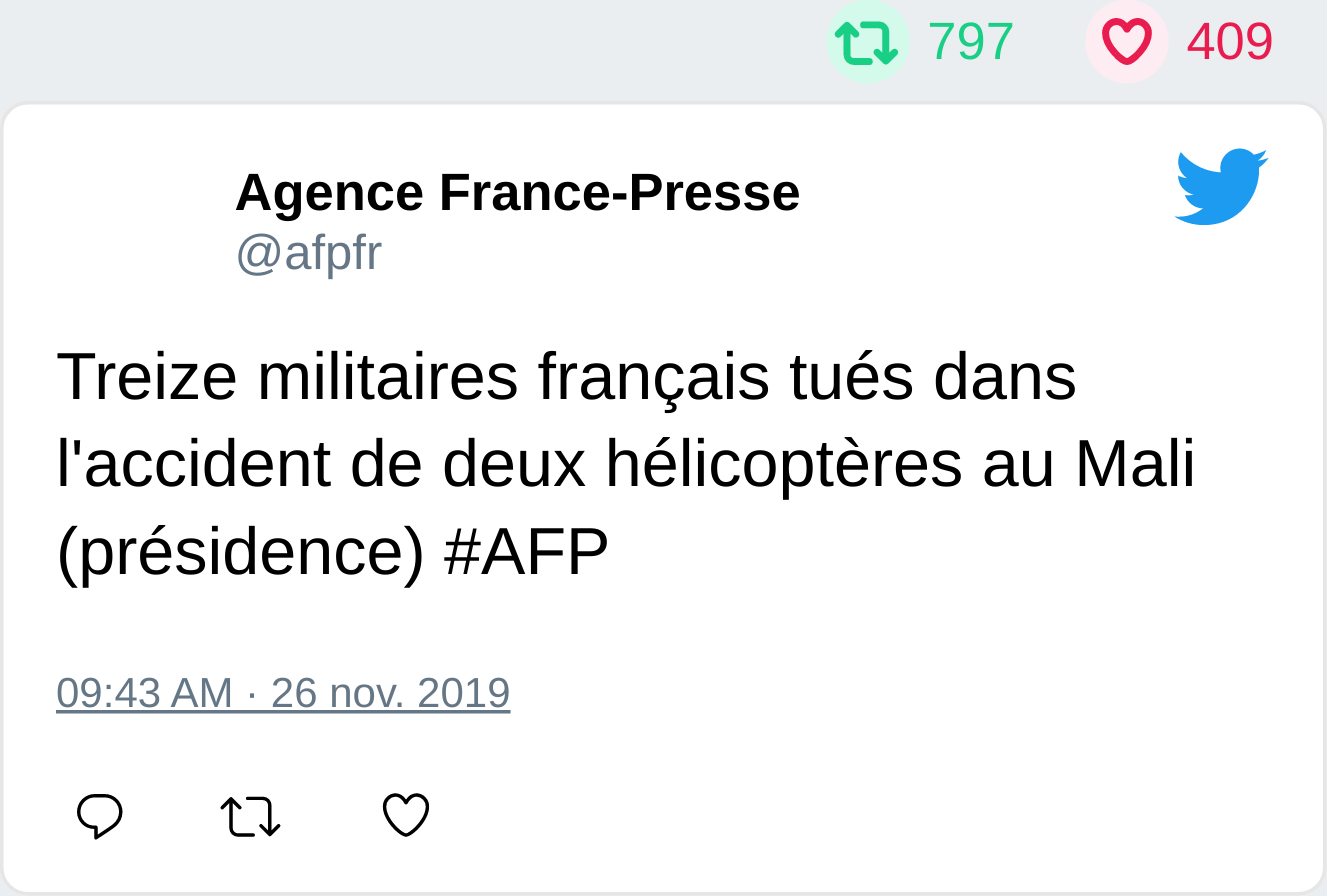 797 409
Agence France-Presse
@afpfr
Treize militaires français tués dans
l'accident de deux hélicoptères au Mali
(présidence) #AFP
09:43 AM · 26 nov. 2019